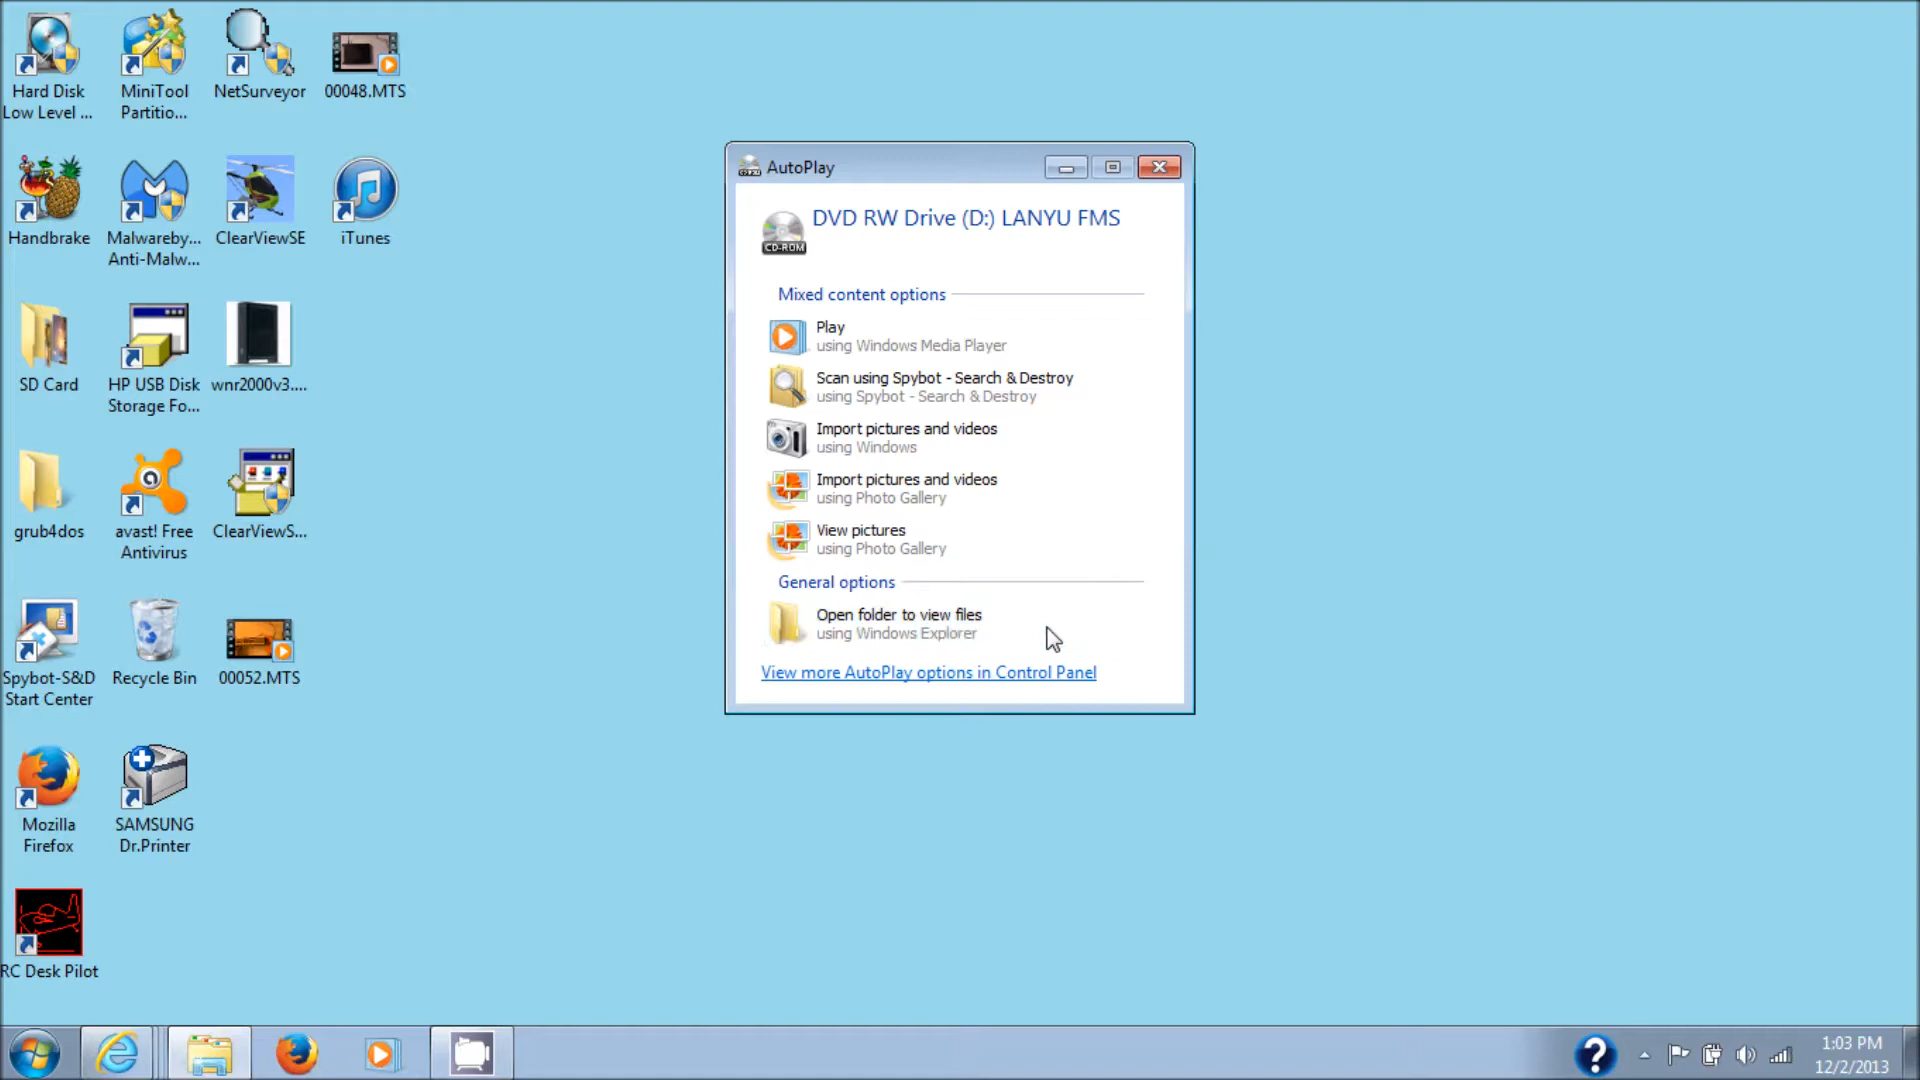 Hard Disk
Low Level ...
MiniTool
Partitio...
NetSurveyor
00048.MTS
Handbrake
Malwareby...
Anti-Malw...
ClearViewSE
iTunes
SD Card
HP USB Disk
Storage Fo...
wnr2000v3....
grub4dos
avast! Free
Antivirus
ClearViewS...
Spybot-S&D
Start Center
Recycle Bin
00052.MTS
Mozilla
Firefox
SAMSUNG
Dr.Printer
RC Desk Pilot
AutoPlay
DVD RW Drive (D:) LANYU FMS
CD-ROM
Mixed content options
Play
using Windows Media Player
Scan using Spybot - Search & Destroy
using Spybot - Search & Destroy
Import pictures and videos
using Windows
Import pictures and videos
using Photo Gallery
View pictures
using Photo Gallery
General options
Open folder to view files
using Windows Explorer
View more AutoPlay options in Control Panel
1:03 PM
12/2/2013